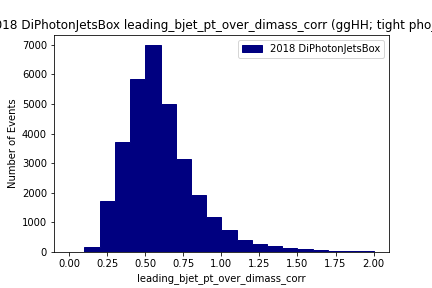 018 DiPhotonJetsBox leading_bjet_pt_over_dimass_corr (ggHH; tight pho
2018 DiPhotonJetsBox
7000
6000
5000
4000
3000
2000
1000
0
Number of Events
0.00 0.25 0.50 0.75 1.00 1.25 1.50 1.75 2.00
leading_bjet_pt_over_dimass_corr